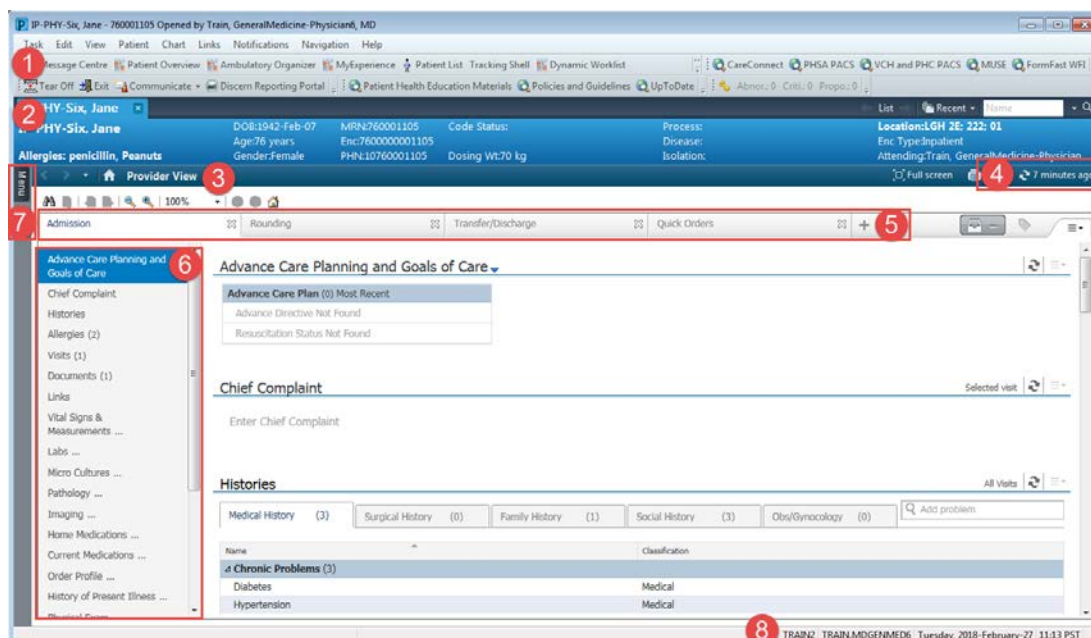 IP-PHY-Six, Jane - 760001105 Opened by Train, GeneralMedicine-Physician6, MD
Task Edit View Patient Chart Links Notifications Navigation Help
1 Message Centre Patient Overview Ambulatory Organizer MyExperience Patient List Tracking Shell Dynamic Worklist CareConnect PHSA PACS VCH and PHC PACS MUSE FormFast WFI
Tear Off Exit Communicate Discern Reporting Portal Patient Health Education Materials Policies and Guidelines UpToDate Abnor.: 0 Criti.: 0 Propo.: 0
2 PHY-Six, Jane List Recent Name
PHY-Six, Jane DOB:1942-Feb-07 MRN:760001105 Code Status: Process: Location:LGH 2E; 222; 01
Age:76 years Enc:7600000001105 Disease: Enc Type:Inpatient
Allergies: penicillin, Peanuts Gender:Female PHN:10760001105 Dosing Wt:70 kg Isolation: Attending:Train, GeneralMedicine-Physician
Menu Provider View 3 Full screen 4 7 minutes ago
100%
7 Admission Rounding Transfer/Discharge Quick Orders + 5
Advance Care Planning and Goals of Care 6
Chief Complaint
Histories
Allergies (2)
Visits (1)
Documents (1)
Links
Vital Signs &
Measurements ...
Labs ...
Micro Cultures ...
Pathology ...
Imaging ...
Home Medications ...
Current Medications ...
Order Profile ...
History of Present Illness ...
Physical Exam
Advance Care Planning and Goals of Care
Advance Care Plan (0) Most Recent
Advance Directive Not Found
Resuscitation Status Not Found
Chief Complaint Selected visit
Enter Chief Complaint
Histories All Visits
Medical History (3) Surgical History (0) Family History (1) Social History (3) Obs/Gynocology (0) Add problem
Name Classification
Chronic Problems (3)
Diabetes Medical
Hypertension Medical
8 TRAIN2 TRAIN.MDGENMED6 Tuesday, 2018-February-27 11:13 PST